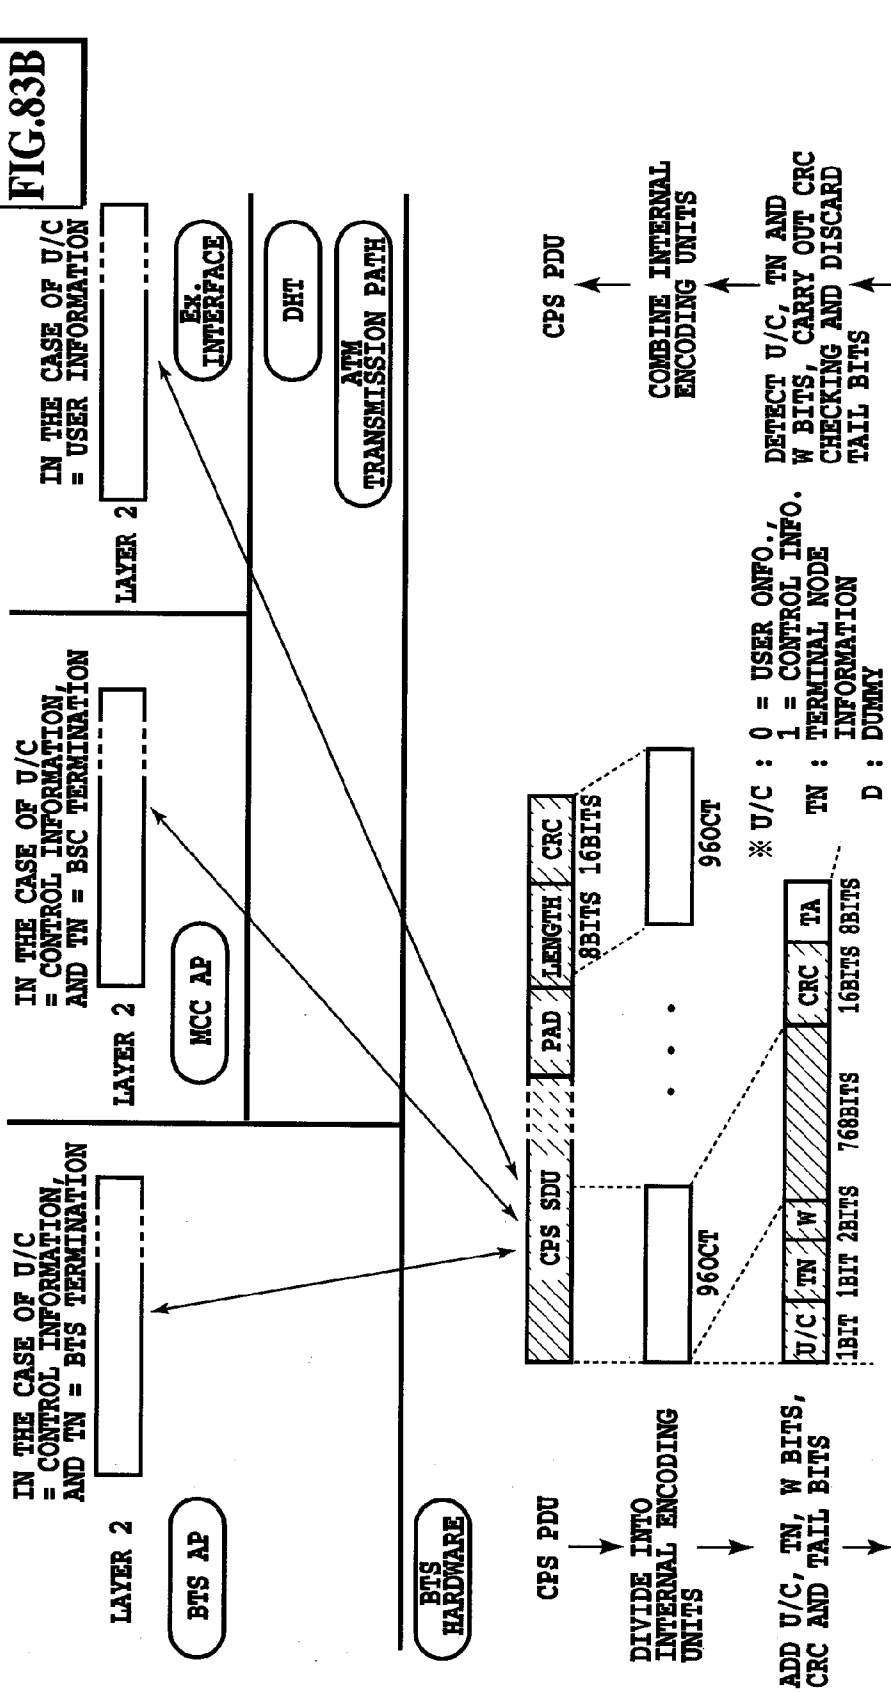 FIG.83B
IN THE CASE OF U/C
= CONTROL INFORMATION,
AND TN = BTS TERMINATION
LAYER 2
BTS AP
IN THE CASE OF U/C
= CONTROL INFORMATION,
AND TN = BSC TERMINATION
LAYER 2
MCC AP
IN THE CASE OF U/C
= USER INFORMATION
LAYER 2
Ex.
INTERFACE
DHT
ATM
TRANSMISSION PATH
BTS
HARDWARE
CPS PDU
CPS SDU
PAD
LENGTH
CRC
8BITS
16BITS
CPS PDU
DIVIDE INTO
INTERNAL ENCODING
UNITS
96OCT
• • •
96OCT
COMBINE INTERNAL
ENCODING UNITS
ADD U/C, TN, W BITS,
CRC AND TAIL BITS
U/C
TN
W
CRC
TA
1BIT
1BIT
2BITS
768BITS
16BITS
8BITS
※ U/C : 0 = USER ONFO.,
1 = CONTROL INFO.
TN : TERMINAL NODE
INFORMATION
D : DUMMY
DETECT U/C, TN AND
W BITS, CARRY OUT CRC
CHECKING AND DISCARD
TAIL BITS